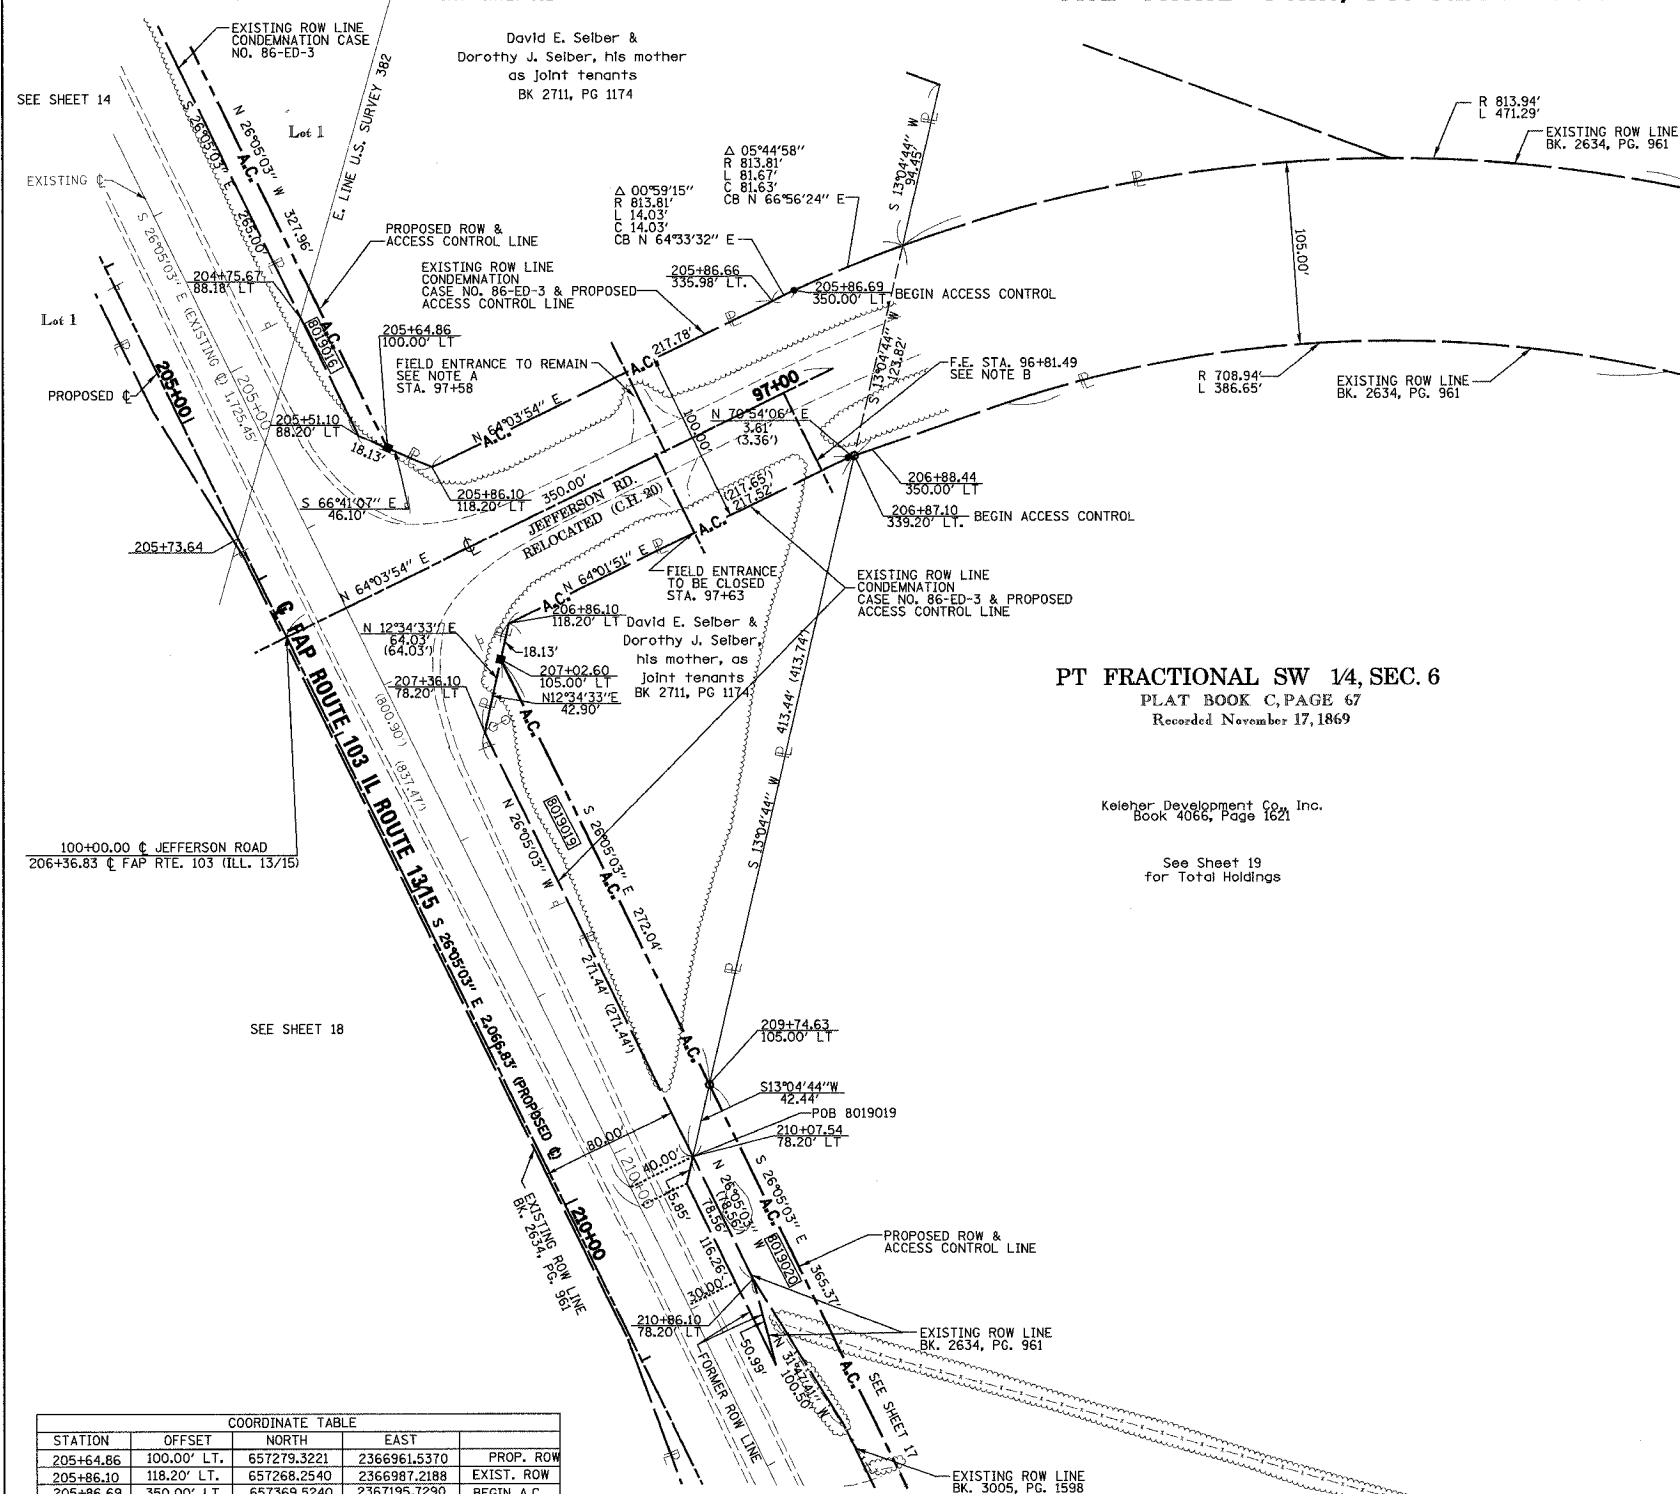 EXISTING ROW LINE
CONDEMNATION CASE
NO. 86-ED-3
David E. Seiber &
Dorothy J. Seiber, his mother
as joint tenants
BK 2711, PG 1174
SEE SHEET 14
Lot 1
E. LINE U.S. SURVEY 382
N 26°05'03" W 327.96'
A.C.
S 26°05'03" E 265.00'
EXISTING ℄
S 26°05'03" E (EXISTING ℄) 1,725.45'
205+00
PROPOSED ROW &
ACCESS CONTROL LINE
204+75.67
88.18' LT
8019016
A.C.
Lot 1
PROPOSED ℄
205+00
EXISTING ROW LINE
CONDEMNATION
CASE NO. 86-ED-3 & PROPOSED
ACCESS CONTROL LINE
Δ 00°59'15"
R 813.81'
L 14.03'
C 14.03'
CB N 64°33'32" E
Δ 05°44'58"
R 813.81'
L 81.67'
C 81.63'
CB N 66°56'24" E
S 13°04'44" W
94.45'
R 813.94'
L 471.29'
EXISTING ROW LINE
BK. 2634, PG. 961
105.00'
205+86.66
335.98' LT.
205+86.69
350.00' LT
BEGIN ACCESS CONTROL
205+64.86
100.00' LT
FIELD ENTRANCE TO REMAIN
SEE NOTE A
STA. 97+58
A.C.
217.78'
97+00
S 13°04'44" W
123.82'
F.E. STA. 96+81.49
SEE NOTE B
R 708.94'
L 386.65'
EXISTING ROW LINE
BK. 2634, PG. 961
205+51.10
88.20' LT
18.13'
N 64°03'54" E
A.C.
100.00'
N 70°54'06" E
3.61'
(3.36')
206+88.44
350.00' LT
S 66°41'07" E
46.10'
205+86.10
118.20' LT
350.00'
JEFFERSON RD.
RELOCATED (C.H. 20)
(217.65')
217.52'
A.C.
206+87.10
339.20' LT.
BEGIN ACCESS CONTROL
205+73.64
N 64°03'54" E
℄
N 64°01'51" E
A.C.
FIELD ENTRANCE
TO BE CLOSED
STA. 97+63
EXISTING ROW LINE
CONDEMNATION
CASE NO. 86-ED-3 & PROPOSED
ACCESS CONTROL LINE
206+86.10
118.20' LT
N 12°34'33" E
64.03'
(64.03')
18.13'
207+02.60
105.00' LT
N12°34'33"E
42.90'
207+36.10
78.20' LT
David E. Seiber &
Dorothy J. Seiber,
his mother, as
joint tenants
BK 2711, PG 1174
PT FRACTIONAL SW 1/4, SEC. 6
PLAT BOOK C, PAGE 67
Recorded November 17, 1869
℄ FAP ROUTE 103 IL ROUTE 13/15 S 26°05'03" E 2,066.83' (PROPOSED ℄)
(800.90') (837.47')
A.C.
S 13°04'44" W 413.44' (413.74')
Keleher Development Co., Inc.
Book 4066, Page 1621
See Sheet 19
for Total Holdings
100+00.00 ℄ JEFFERSON ROAD
206+36.83 ℄ FAP RTE. 103 (ILL. 13/15)
8019019
S 26°05'03" E 272.04'
A.C.
N 26°05'03" W 271.44' (271.44')
SEE SHEET 18
A.C.
209+74.63
105.00' LT
S13°04'44"W
42.44'
POB 8019019
210+07.54
78.20' LT
80.00'
40.00'
210+00
15.85'
EXISTING ROW LINE
BK. 2634, PG. 961
210+00
N 26°05'03" W
(78.56')
78.56'
116.26'
S 26°05'03" E 365.37'
A.C.
8019020
PROPOSED ROW &
ACCESS CONTROL LINE
30.00'
210+86.10
78.20' LT
50.99'
FORMER ROW LINE
N 31°47'41" W
100.50'
EXISTING ROW LINE
BK. 2634, PG. 961
A.C.
SEE SHEET 17
EXISTING ROW LINE
BK. 3005, PG. 1598
COORDINATE TABLE
STATION OFFSET NORTH EAST
205+64.86 100.00' LT. 657279.3221 2366961.5370 PROP. ROW
205+86.10 118.20' LT. 657268.2540 2366987.2188 EXIST. ROW
205+86.69 350.00' LT. 657369.5240 2367195.7290 BEGIN A.C.